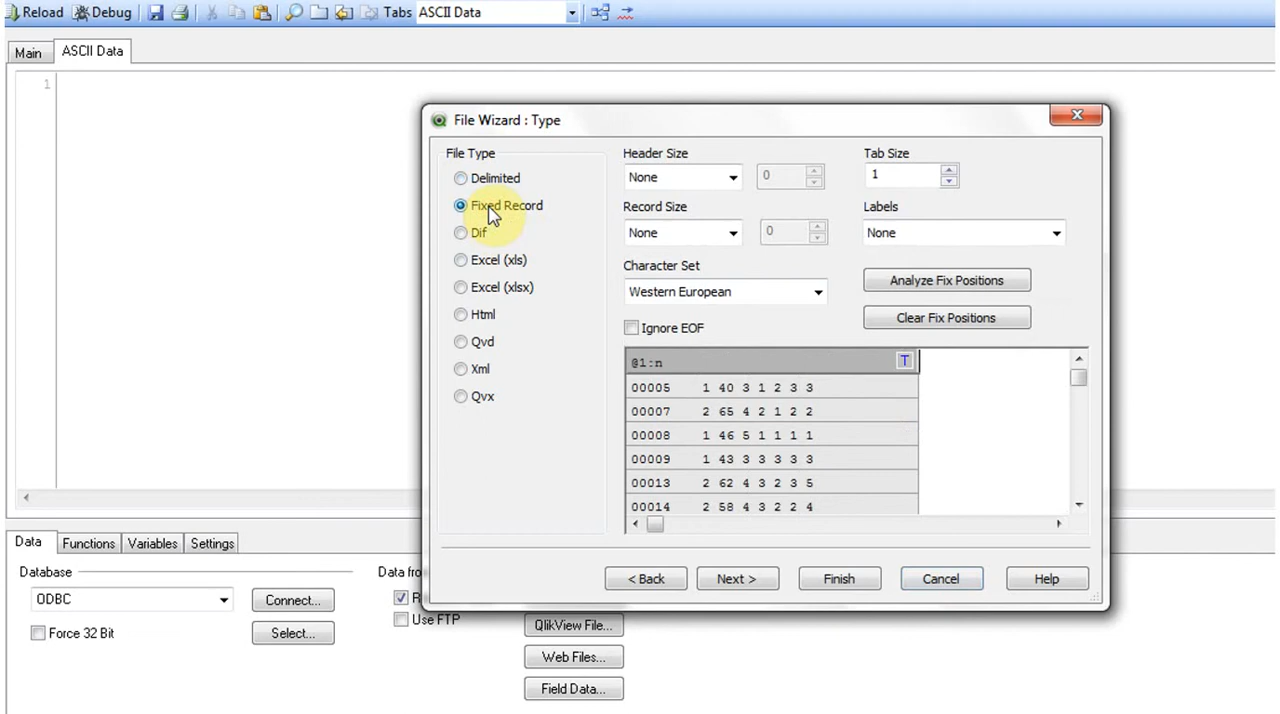 Reload Debug Tabs ASCII Data
Main ASCII Data
1
File Wizard : Type
File Type
Delimited
Fixed Record
Dif
Excel (xls)
Excel (xlsx)
Html
Qvd
Xml
Qvx
Header Size
None 0
Tab Size
1
Record Size
None 0
Labels
None
Character Set
Western European
Analyze Fix Positions
Clear Fix Positions
Ignore EOF
@1:n T
00005 1 40 3 1 2 3 3
00007 2 65 4 2 1 2 2
00008 1 46 5 1 1 1 1
00009 1 43 3 3 3 3 3
00013 2 62 4 3 2 3 5
00014 2 58 4 3 2 2 4
< Back Next > Finish Cancel Help
Data Functions Variables Settings
Database
ODBC Connect...
Force 32 Bit Select...
Data fro
Use FTP
QlikView File...
Web Files...
Field Data...